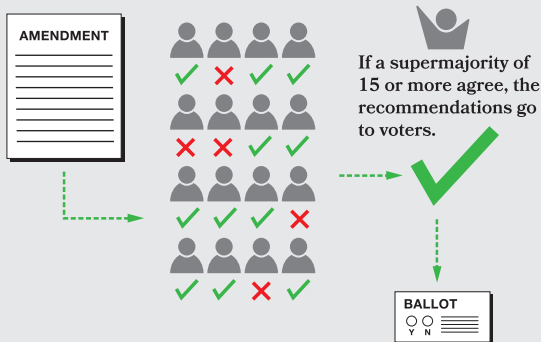 AMENDMENT
If a supermajority of
15 or more agree, the
recommendations go
to voters.
BALLOT
Y N